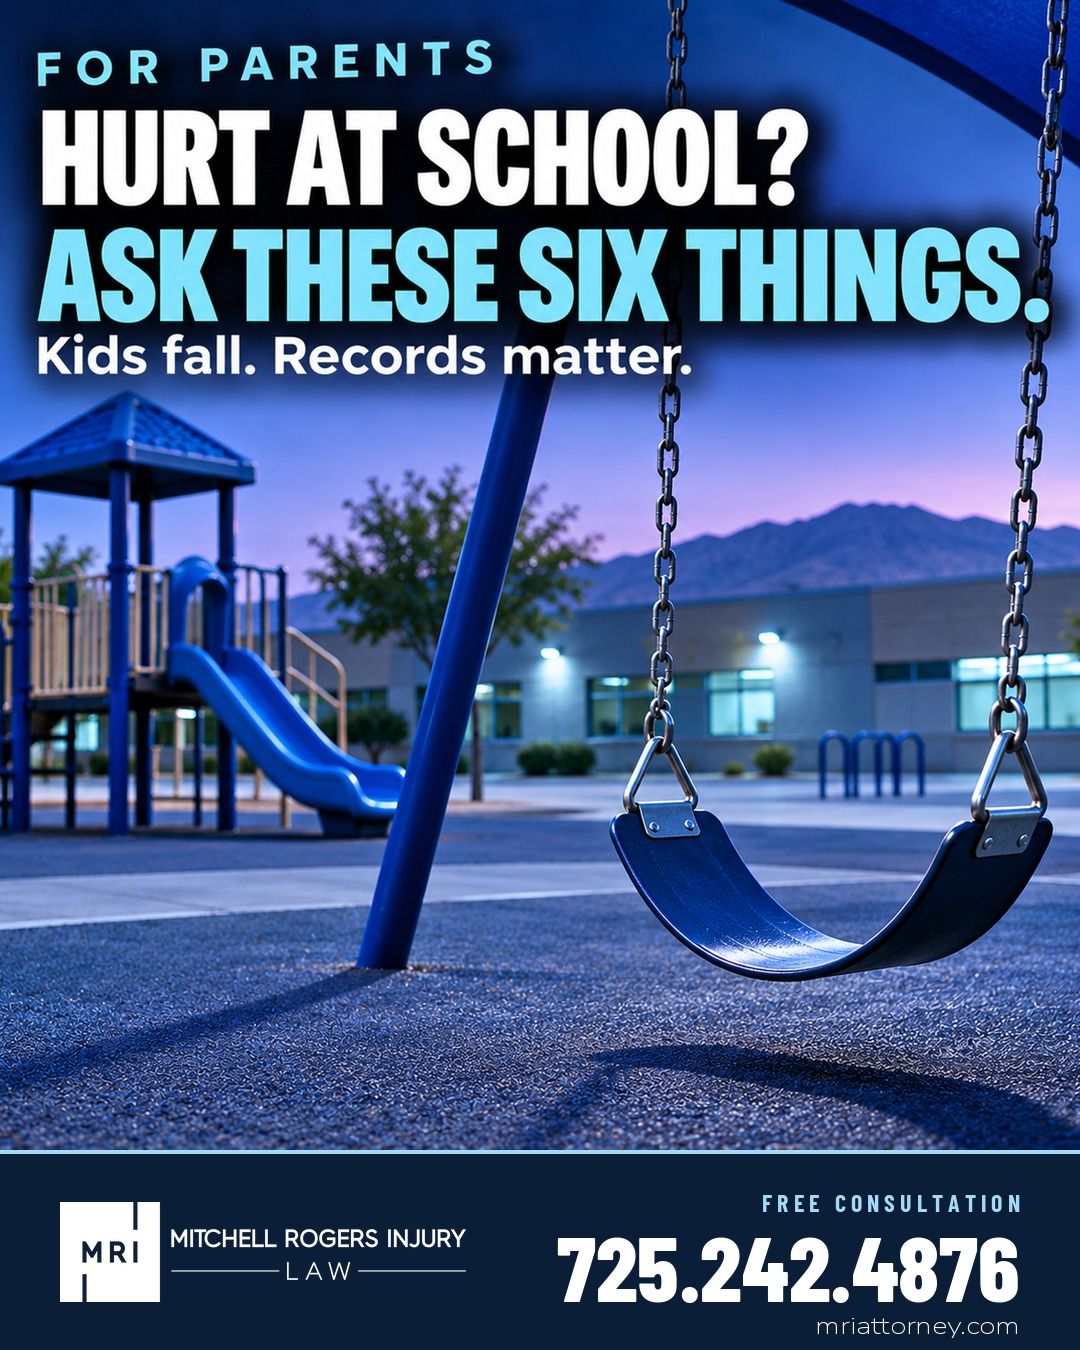 FOR PARENTS
HURT AT SCHOOL?
ASK THESE SIX THINGS.
Kids fall. Records matter.
MRI
MITCHELL ROGERS INJURY
LAW
FREE CONSULTATION
725.242.4876
mriattorney.com